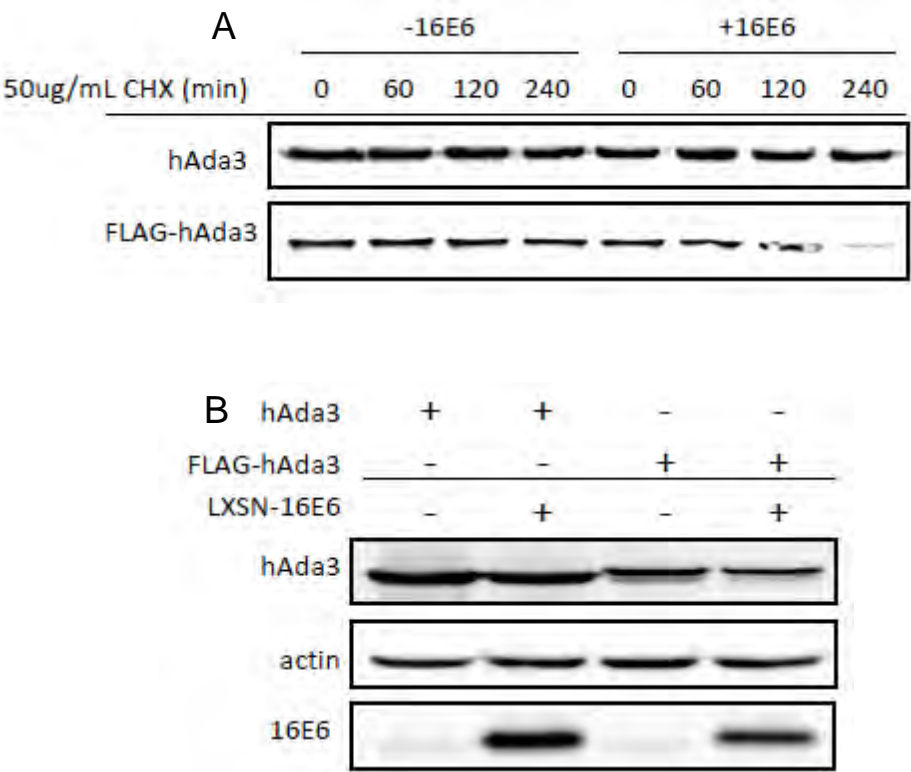 A -16E6 +16E6
50ug/mL CHX (min) 0 60 120 240 0 60 120 240
hAda3
FLAG-hAda3
B hAda3 + + - -
FLAG-hAda3 - - + +
LXSN-16E6 - + - +
hAda3
actin
16E6